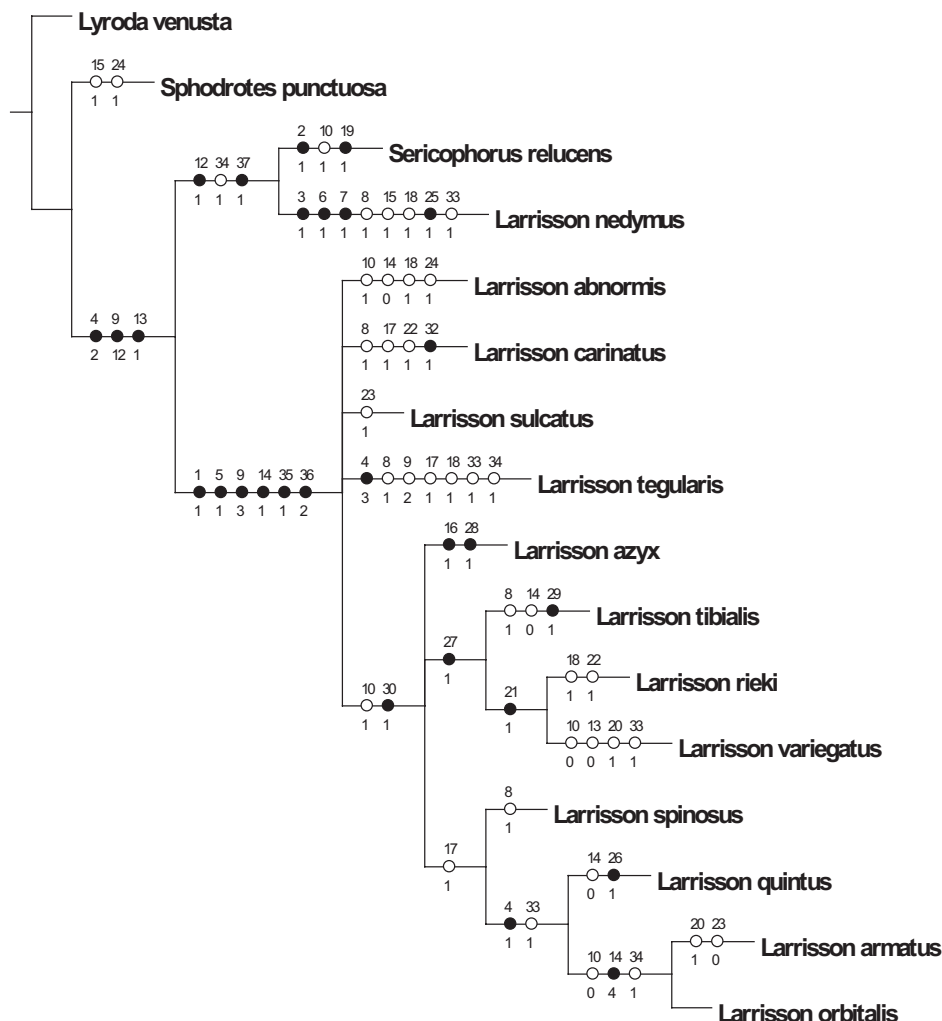 Lyroda venusta
15 24
1 1
Sphodrotes punctuosa
2 10 19
1 1 1
Sericophorus relucens
12 34 37
1 1 1
3 6 7 8 15 18 25 33
1 1 1 1 1 1 1 1
Larrisson nedymus
10 14 18 24
1 0 1 1
Larrisson abnormis
4 9 13
2 12 1
8 17 22 32
1 1 1 1
Larrisson carinatus
23
1
Larrisson sulcatus
1 5 9 14 35 36
1 1 3 1 1 2
4 8 9 17 18 33 34
3 1 2 1 1 1 1
Larrisson tegularis
16 28
1 1
Larrisson azyx
8 14 29
1 0 1
Larrisson tibialis
27
1
18 22
1 1
Larrisson rieki
10 30
1 1
21
1
10 13 20 33
0 0 1 1
Larrisson variegatus
8
1
Larrisson spinosus
17
1
14 26
0 1
Larrisson quintus
4 33
1 1
20 23
1 0
Larrisson armatus
10 14 34
0 4 1
Larrisson orbitalis